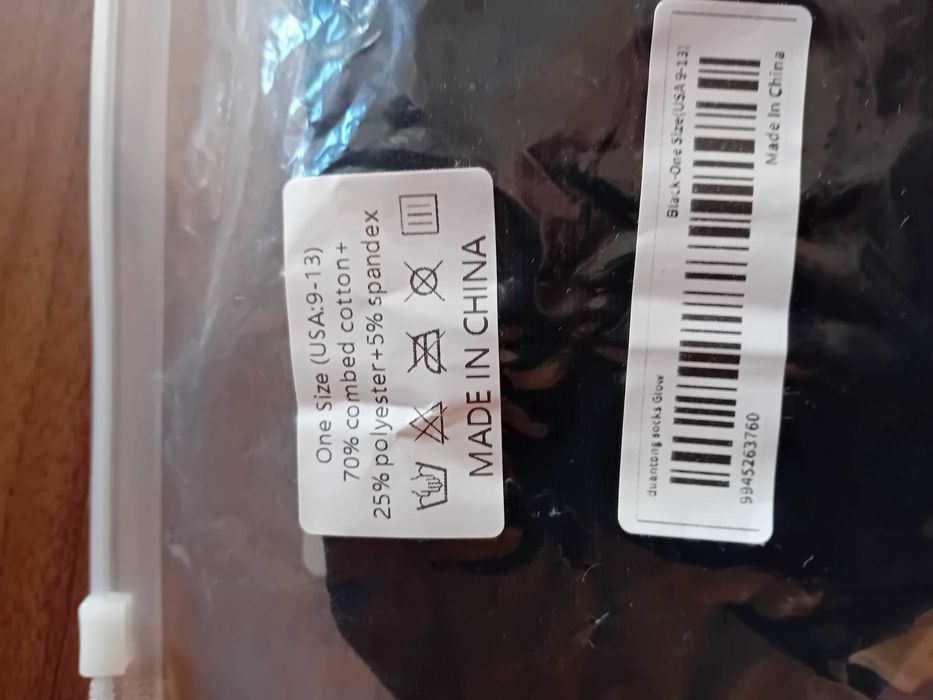 One Size (USA:9-13)
70% combed cotton+
25% polyester+5% spandex
MADE IN CHINA
duantong socks Glow
Black-One Size(USA 9-13)
9945263760
Made In China